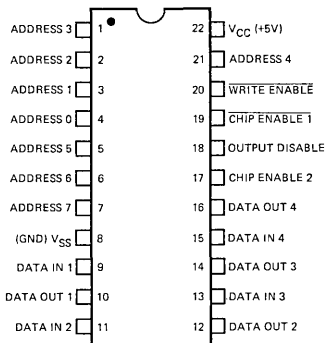 ADDRESS 3 1 22 VCC (+5V)
ADDRESS 2 2 21 ADDRESS 4
ADDRESS 1 3 20 WRITE ENABLE
ADDRESS 0 4 19 CHIP ENABLE 1
ADDRESS 5 5 18 OUTPUT DISABLE
ADDRESS 6 6 17 CHIP ENABLE 2
ADDRESS 7 7 16 DATA OUT 4
(GND) VSS 8 15 DATA IN 4
DATA IN 1 9 14 DATA OUT 3
DATA OUT 1 10 13 DATA IN 3
DATA IN 2 11 12 DATA OUT 2